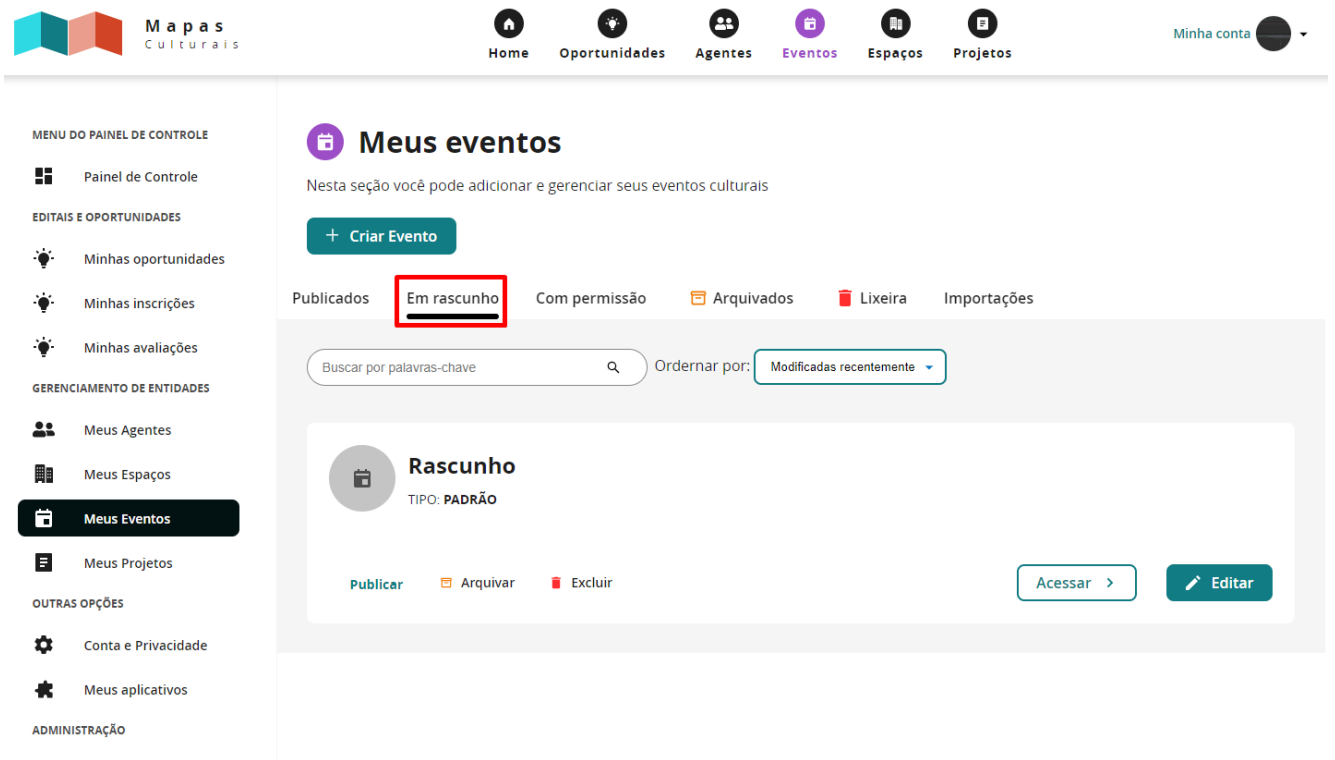 Mapas
Culturais
Home
Oportunidades
Agentes
Eventos
Espaços
Projetos
Minha conta
MENU DO PAINEL DE CONTROLE
Painel de Controle
EDITAIS E OPORTUNIDADES
Minhas oportunidades
Minhas inscrições
Minhas avaliações
GERENCIAMENTO DE ENTIDADES
Meus Agentes
Meus Espaços
Meus Eventos
Meus Projetos
OUTRAS OPÇÕES
Conta e Privacidade
Meus aplicativos
ADMINISTRAÇÃO
Meus eventos
Nesta seção você pode adicionar e gerenciar seus eventos culturais
+ Criar Evento
Publicados
Em rascunho
Com permissão
Arquivados
Lixeira
Importações
Buscar por palavras-chave
Ordernar por:
Modificadas recentemente
Rascunho
TIPO: PADRÃO
Publicar
Arquivar
Excluir
Acessar >
Editar